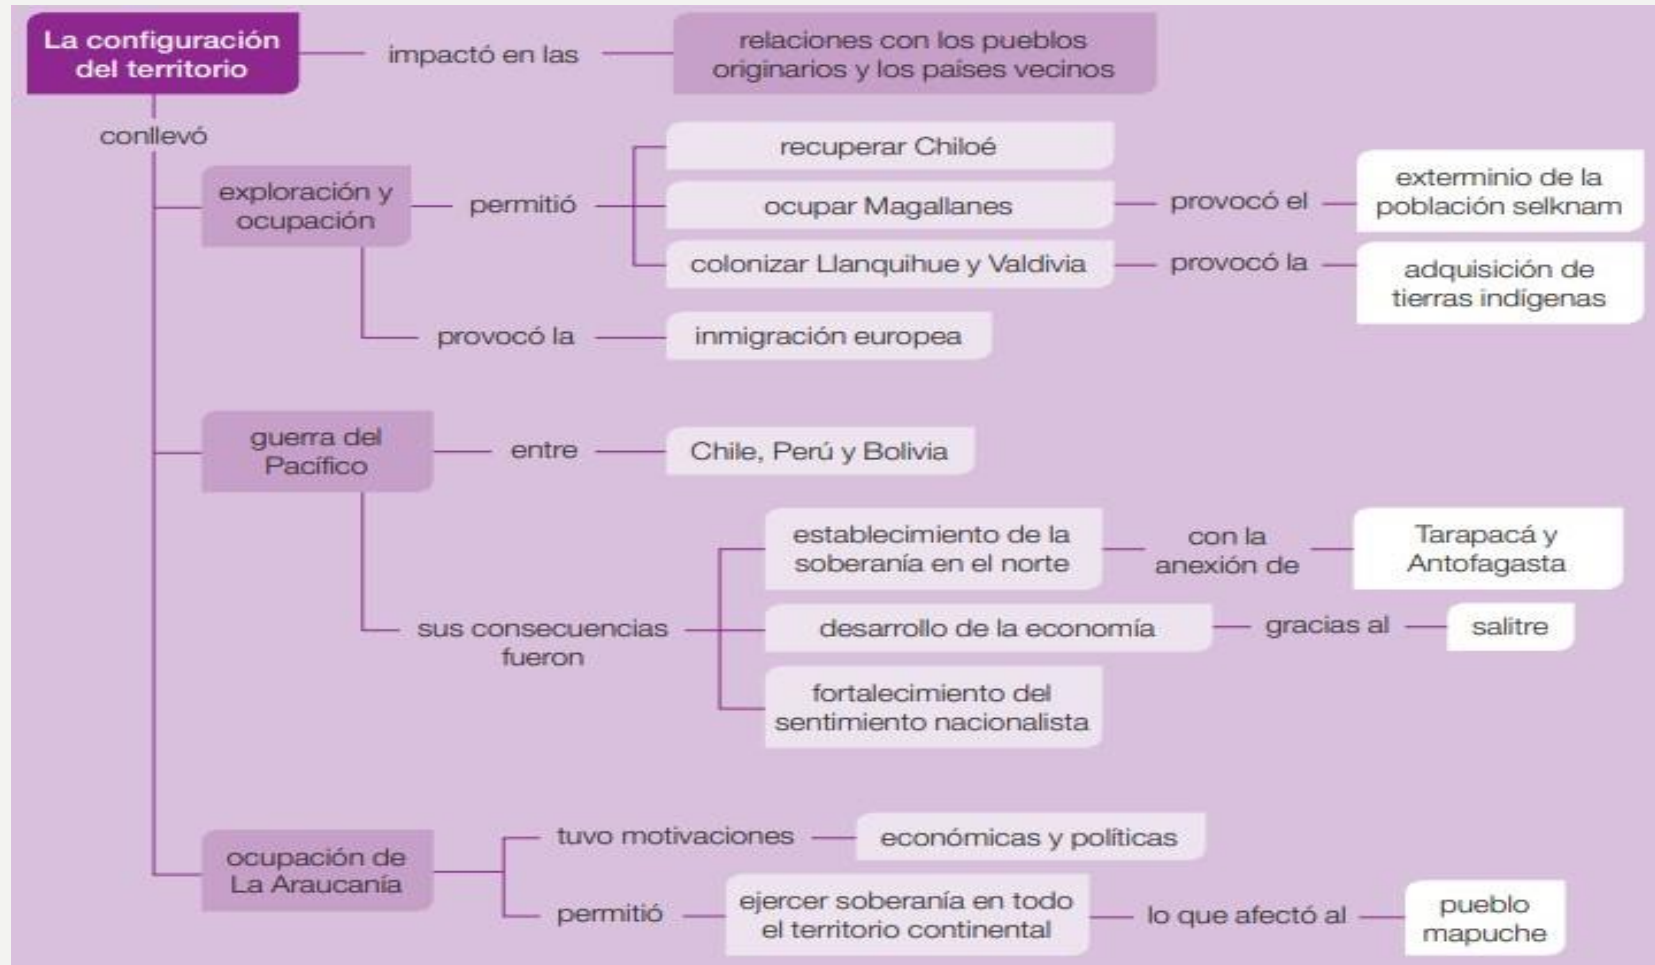 La configuración
del territorio
impactó en las
relaciones con los pueblos
originarios y los países vecinos
conllevó
exploración y
ocupación
permitió
recuperar Chiloé
ocupar Magallanes
provocó el
exterminio de la
población selknam
colonizar Llanquihue y Valdivia
provocó la
adquisición de
tierras indígenas
provocó la
inmigración europea
guerra del
Pacífico
entre
Chile, Perú y Bolivia
sus consecuencias
fueron
establecimiento de la
soberanía en el norte
con la
anexión de
Tarapacá y
Antofagasta
desarrollo de la economía
gracias al
salitre
fortalecimiento del
sentimiento nacionalista
ocupación de
La Araucanía
tuvo motivaciones
económicas y políticas
permitió
ejercer soberanía en todo
el territorio continental
lo que afectó al
pueblo
mapuche